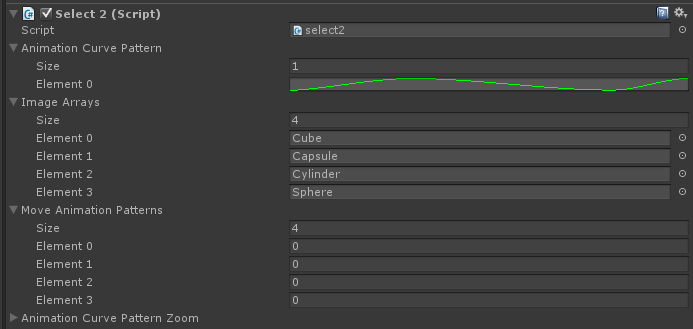 Select 2 (Script)
Script select2
Animation Curve Pattern
Size 1
Element 0
Image Arrays
Size 4
Element 0 Cube
Element 1 Capsule
Element 2 Cylinder
Element 3 Sphere
Move Animation Patterns
Size 4
Element 0 0
Element 1 0
Element 2 0
Element 3 0
Animation Curve Pattern Zoom